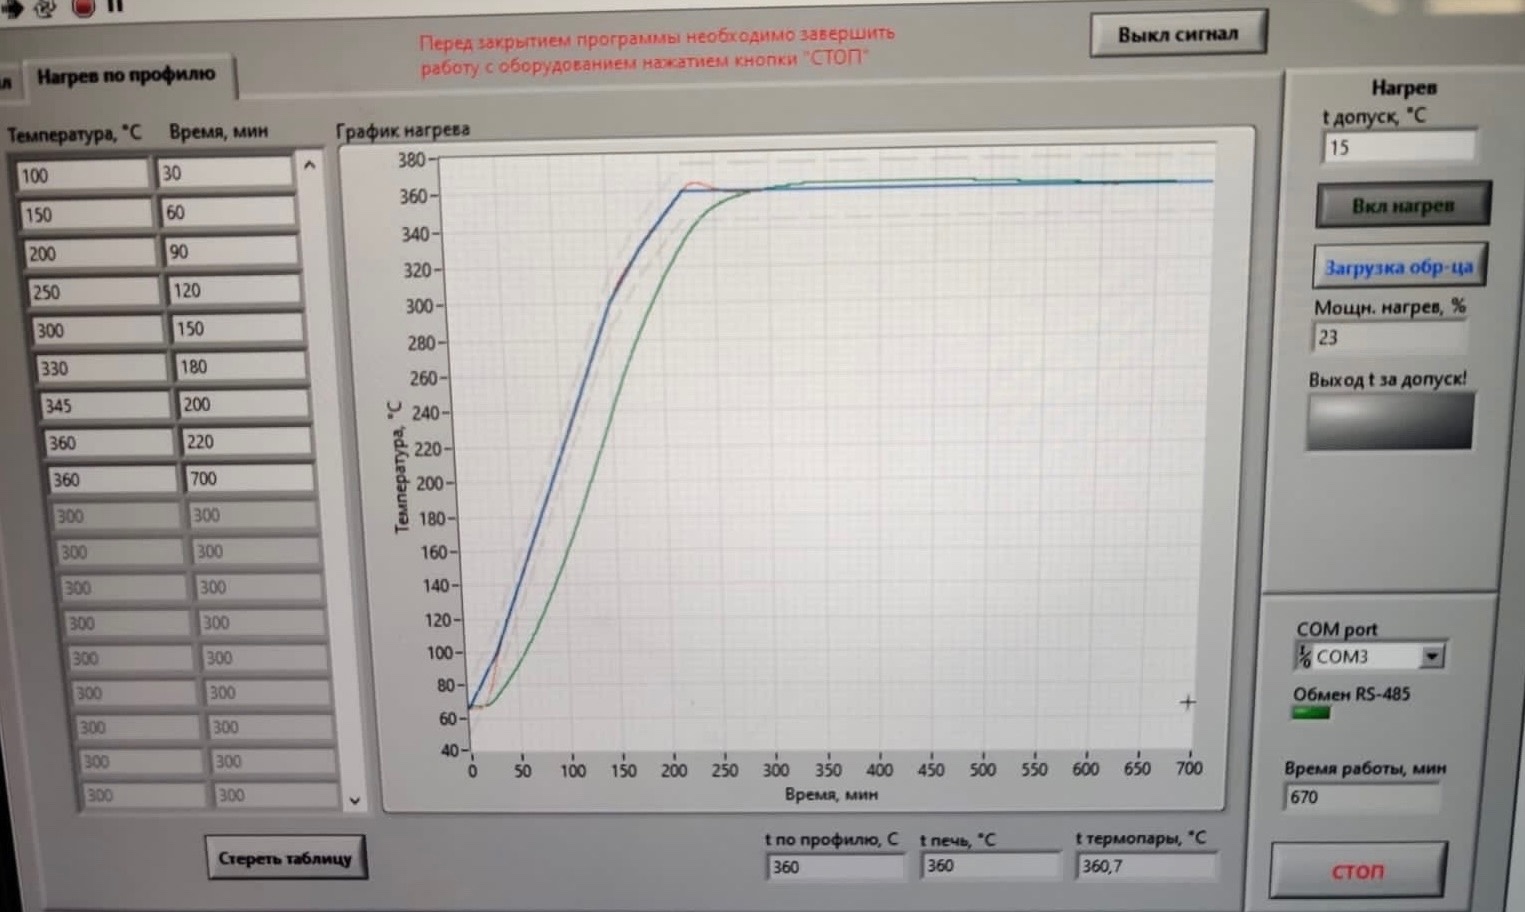 Перед закрытием программы необходимо завершить
работу с оборудованием нажатием кнопки "СТОП"
Выкл сигнал
Нагрев по профилю
Температура, °C Время, мин
100 30
150 60
200 90
250 120
300 150
330 180
345 200
360 220
360 700
300 300
300 300
300 300
300 300
300 300
300 300
300 300
300 300
300 300
Стереть таблицу
График нагрева
Температура, °C
380
360
340
320
300
280
260
240
220
200
180
160
140
120
100
80
60
40
0 50 100 150 200 250 300 350 400 450 500 550 600 650 700
Время, мин
t по профилю, C t печь, °C t термопары, °C
360 360 360,7
Нагрев
t допуск, °C
15
Вкл нагрев
Загрузка обр-ца
Мощн. нагрев, %
23
Выход t за допуск!
COM port
COM3
Обмен RS-485
Время работы, мин
670
СТОП